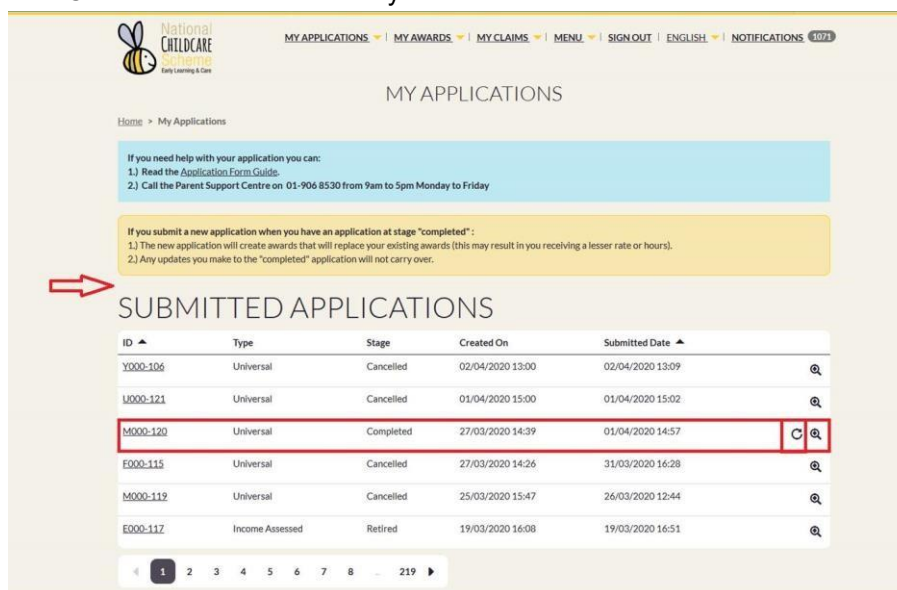 National
CHILDCARE
Scheme
Early Learning & Care
MY APPLICATIONS | MY AWARDS | MY CLAIMS | MENU | SIGN OUT | ENGLISH | NOTIFICATIONS 1071
MY APPLICATIONS
Home > My Applications
If you need help with your application you can:
1.) Read the Application Form Guide.
2.) Call the Parent Support Centre on 01-906 8530 from 9am to 5pm Monday to Friday
If you submit a new application when you have an application at stage "completed" :
1.) The new application will create awards that will replace your existing awards (this may result in you receiving a lesser rate or hours).
2.) Any updates you make to the "completed" application will not carry over.
SUBMITTED APPLICATIONS
ID Type Stage Created On Submitted Date
Y000-106 Universal Cancelled 02/04/2020 13:00 02/04/2020 13:09
U000-121 Universal Cancelled 01/04/2020 15:00 01/04/2020 15:02
M000-120 Universal Completed 27/03/2020 14:39 01/04/2020 14:57
F000-115 Universal Cancelled 27/03/2020 14:26 31/03/2020 16:28
M000-119 Universal Cancelled 25/03/2020 15:47 26/03/2020 12:44
E000-117 Income Assessed Retired 19/03/2020 16:08 19/03/2020 16:51
1 2 3 4 5 6 7 8 .. 219